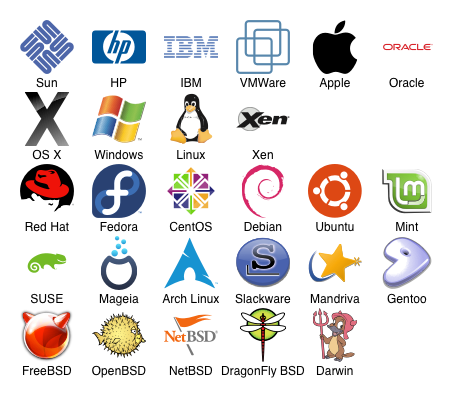 hp IBM ORACLE
Sun HP IBM VMWare Apple Oracle
X Xen
OS X Windows Linux Xen
Red Hat Fedora CentOS Debian Ubuntu Mint
S
SUSE Mageia Arch Linux Slackware Mandriva Gentoo
NetBSD
FreeBSD OpenBSD NetBSD DragonFly BSD Darwin